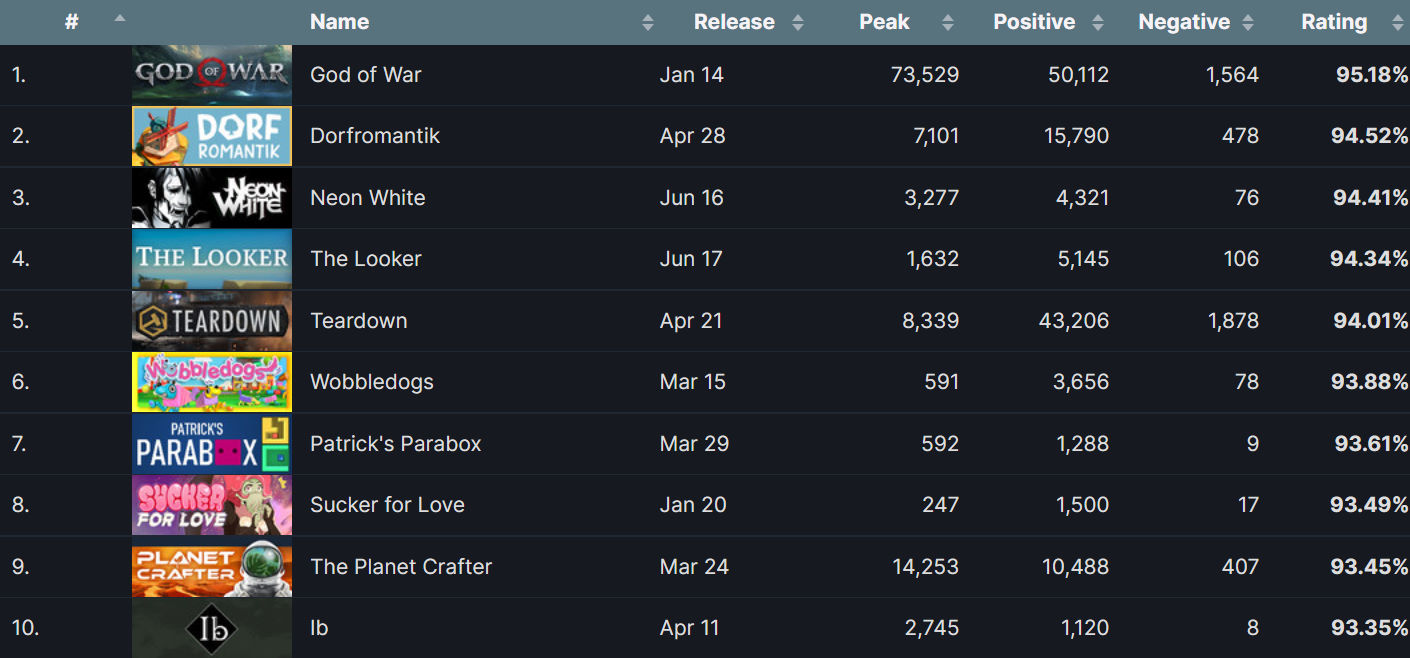 # Name Release Peak Positive Negative Rating
1. GOD OF WAR God of War Jan 14 73,529 50,112 1,564 95.18%
2. DORF ROMANTIK Dorfromantik Apr 28 7,101 15,790 478 94.52%
3. NEON WHITE Neon White Jun 16 3,277 4,321 76 94.41%
4. THE LOOKER The Looker Jun 17 1,632 5,145 106 94.34%
5. TEARDOWN Teardown Apr 21 8,339 43,206 1,878 94.01%
6. Wobbledogs Wobbledogs Mar 15 591 3,656 78 93.88%
7. PATRICK'S PARABOX Patrick's Parabox Mar 29 592 1,288 9 93.61%
8. SUCKER FOR LOVE Sucker for Love Jan 20 247 1,500 17 93.49%
9. PLANET CRAFTER The Planet Crafter Mar 24 14,253 10,488 407 93.45%
10. Ib Ib Apr 11 2,745 1,120 8 93.35%